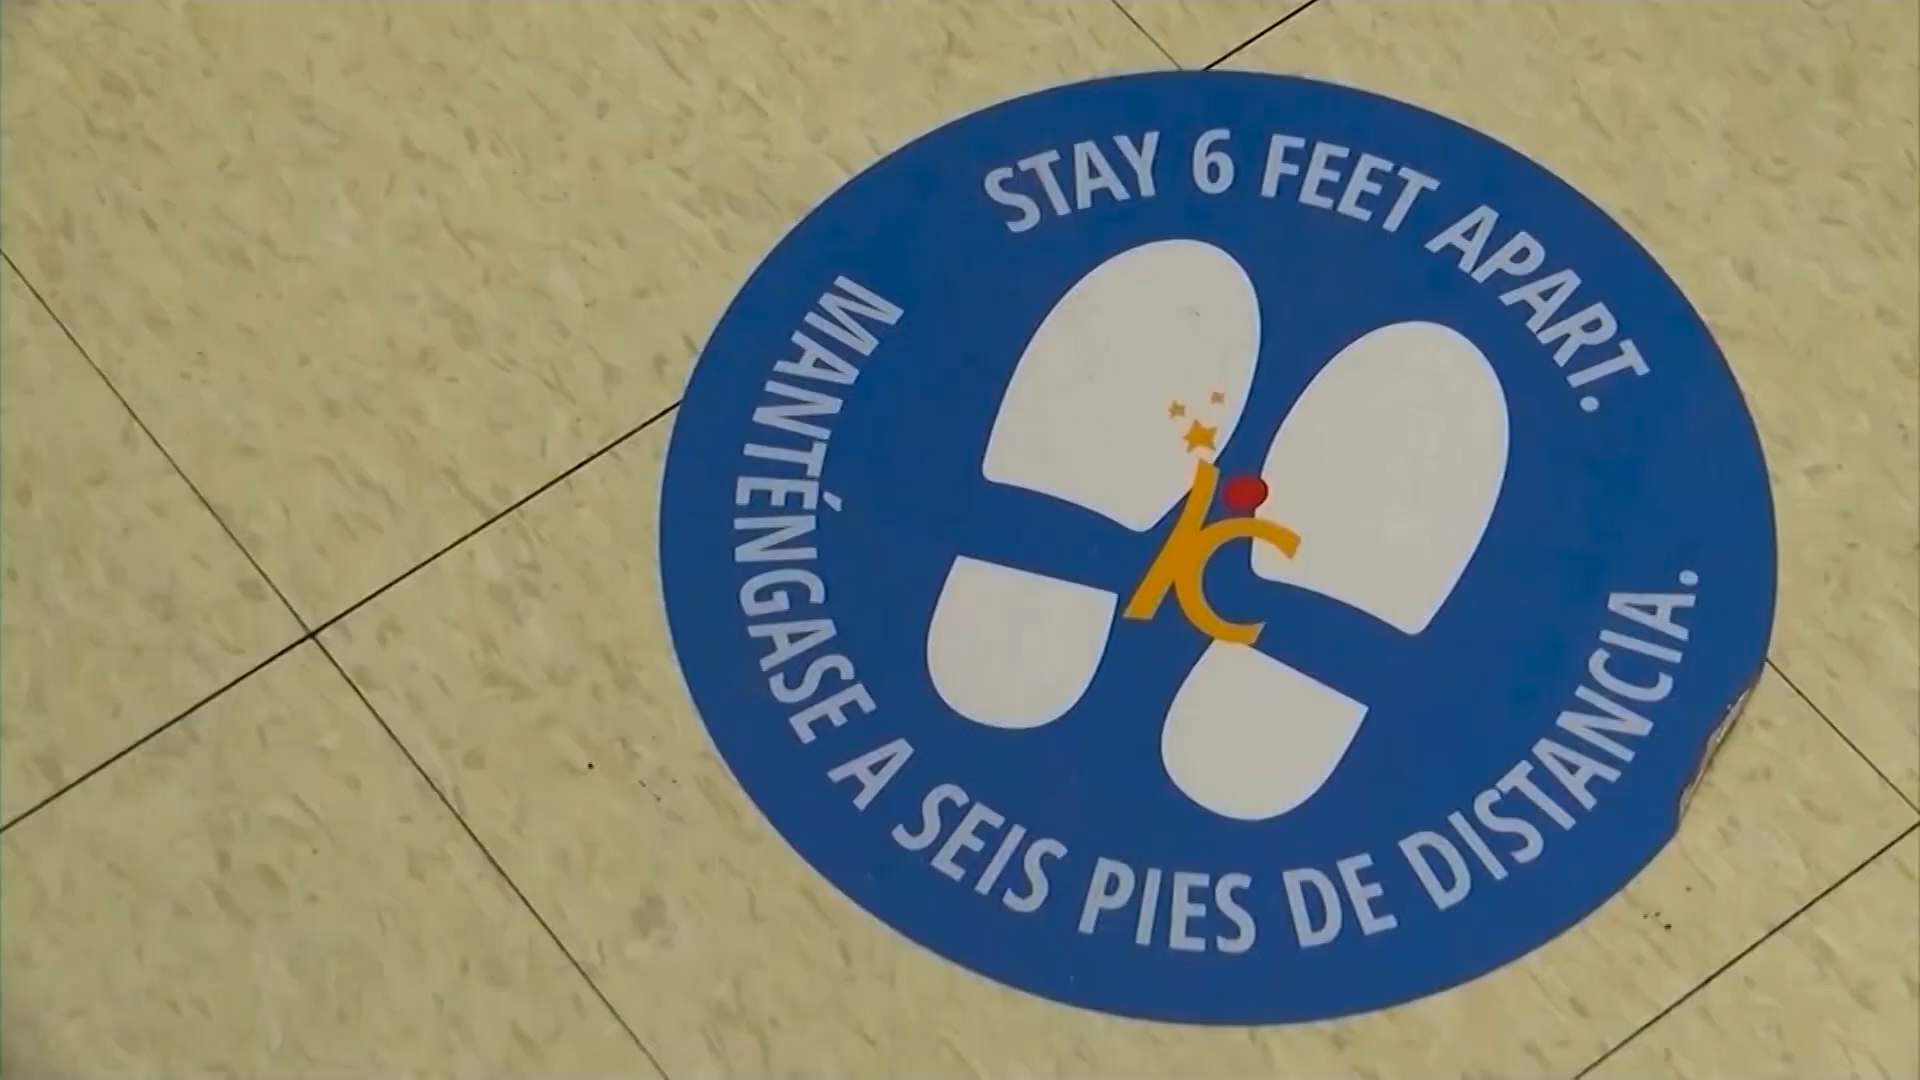 STAY 6 FEET APART.
MANTÉNGASE A SEIS PIES DE DISTANCIA.